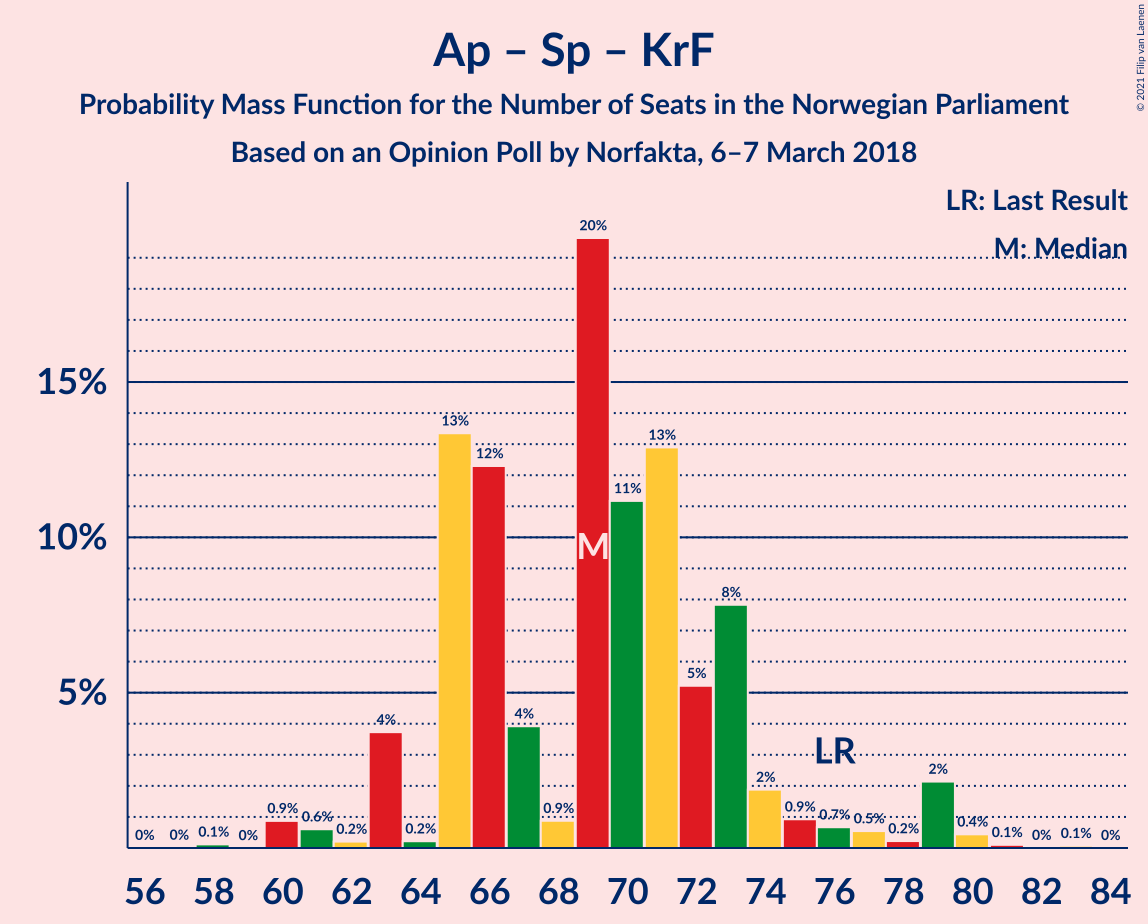 Ap – Sp – KrF
Probability Mass Function for the Number of Seats in the Norwegian Parliament
Based on an Opinion Poll by Norfakta, 6–7 March 2018
© 2021 Filip van Laenen
LR: Last Result
M: Median
15%
10%
5%
0% 0% 0.1% 0% 0.9% 0.6% 0.2% 4% 0.2% 13% 12% 4% 0.9% 20% 11% 13% 5% 8% 2% 0.9% 0.7% 0.5% 0.2% 2% 0.4% 0.1% 0% 0.1% 0%
M
LR
56 58 60 62 64 66 68 70 72 74 76 78 80 82 84